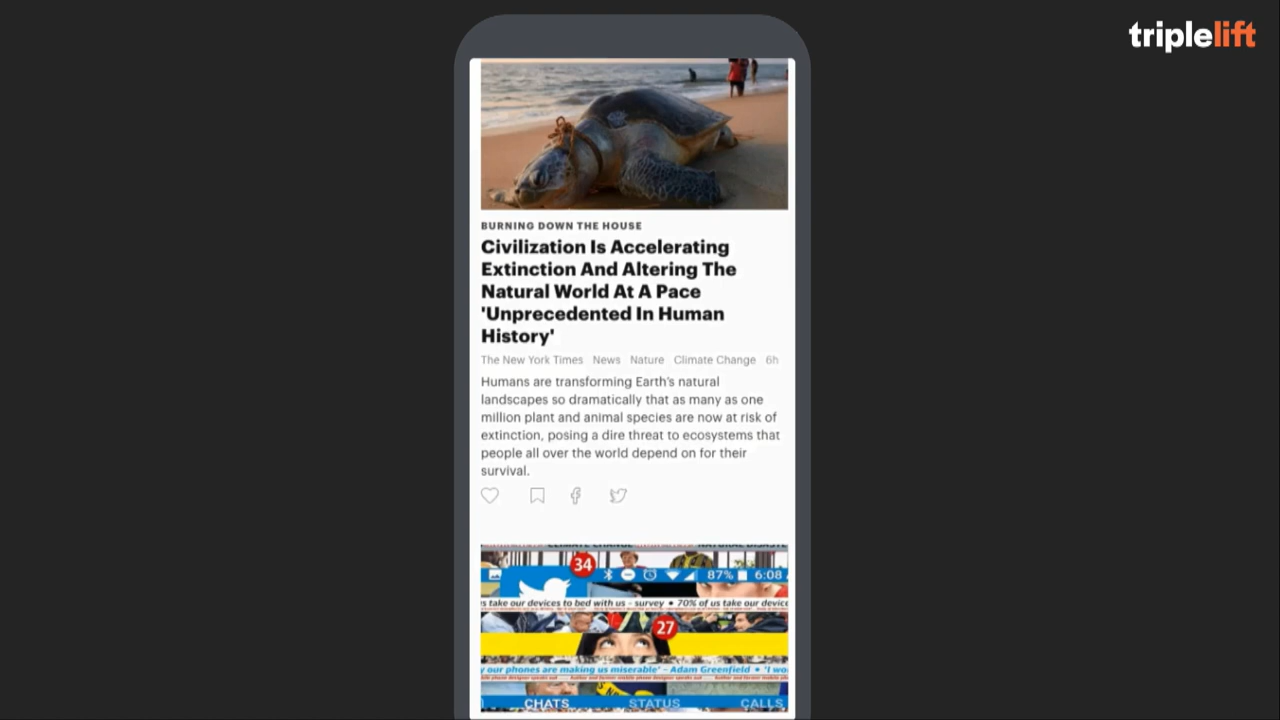 triplelift
BURNING DOWN THE HOUSE
Civilization Is Accelerating
Extinction And Altering The
Natural World At A Pace
'Unprecedented In Human
History'
The New York Times News Nature Climate Change 6h
Humans are transforming Earth's natural
landscapes so dramatically that as many as one
million plant and animal species are now at risk of
extinction, posing a dire threat to ecosystems that
people all over the world depend on for their
survival.
34
87% 6:08
s take our devices to bed with us - survey • 70% of us take our device
27
y our phones are making us miserable' - Adam Greenfield • 'I wo
CHATS STATUS CALLS